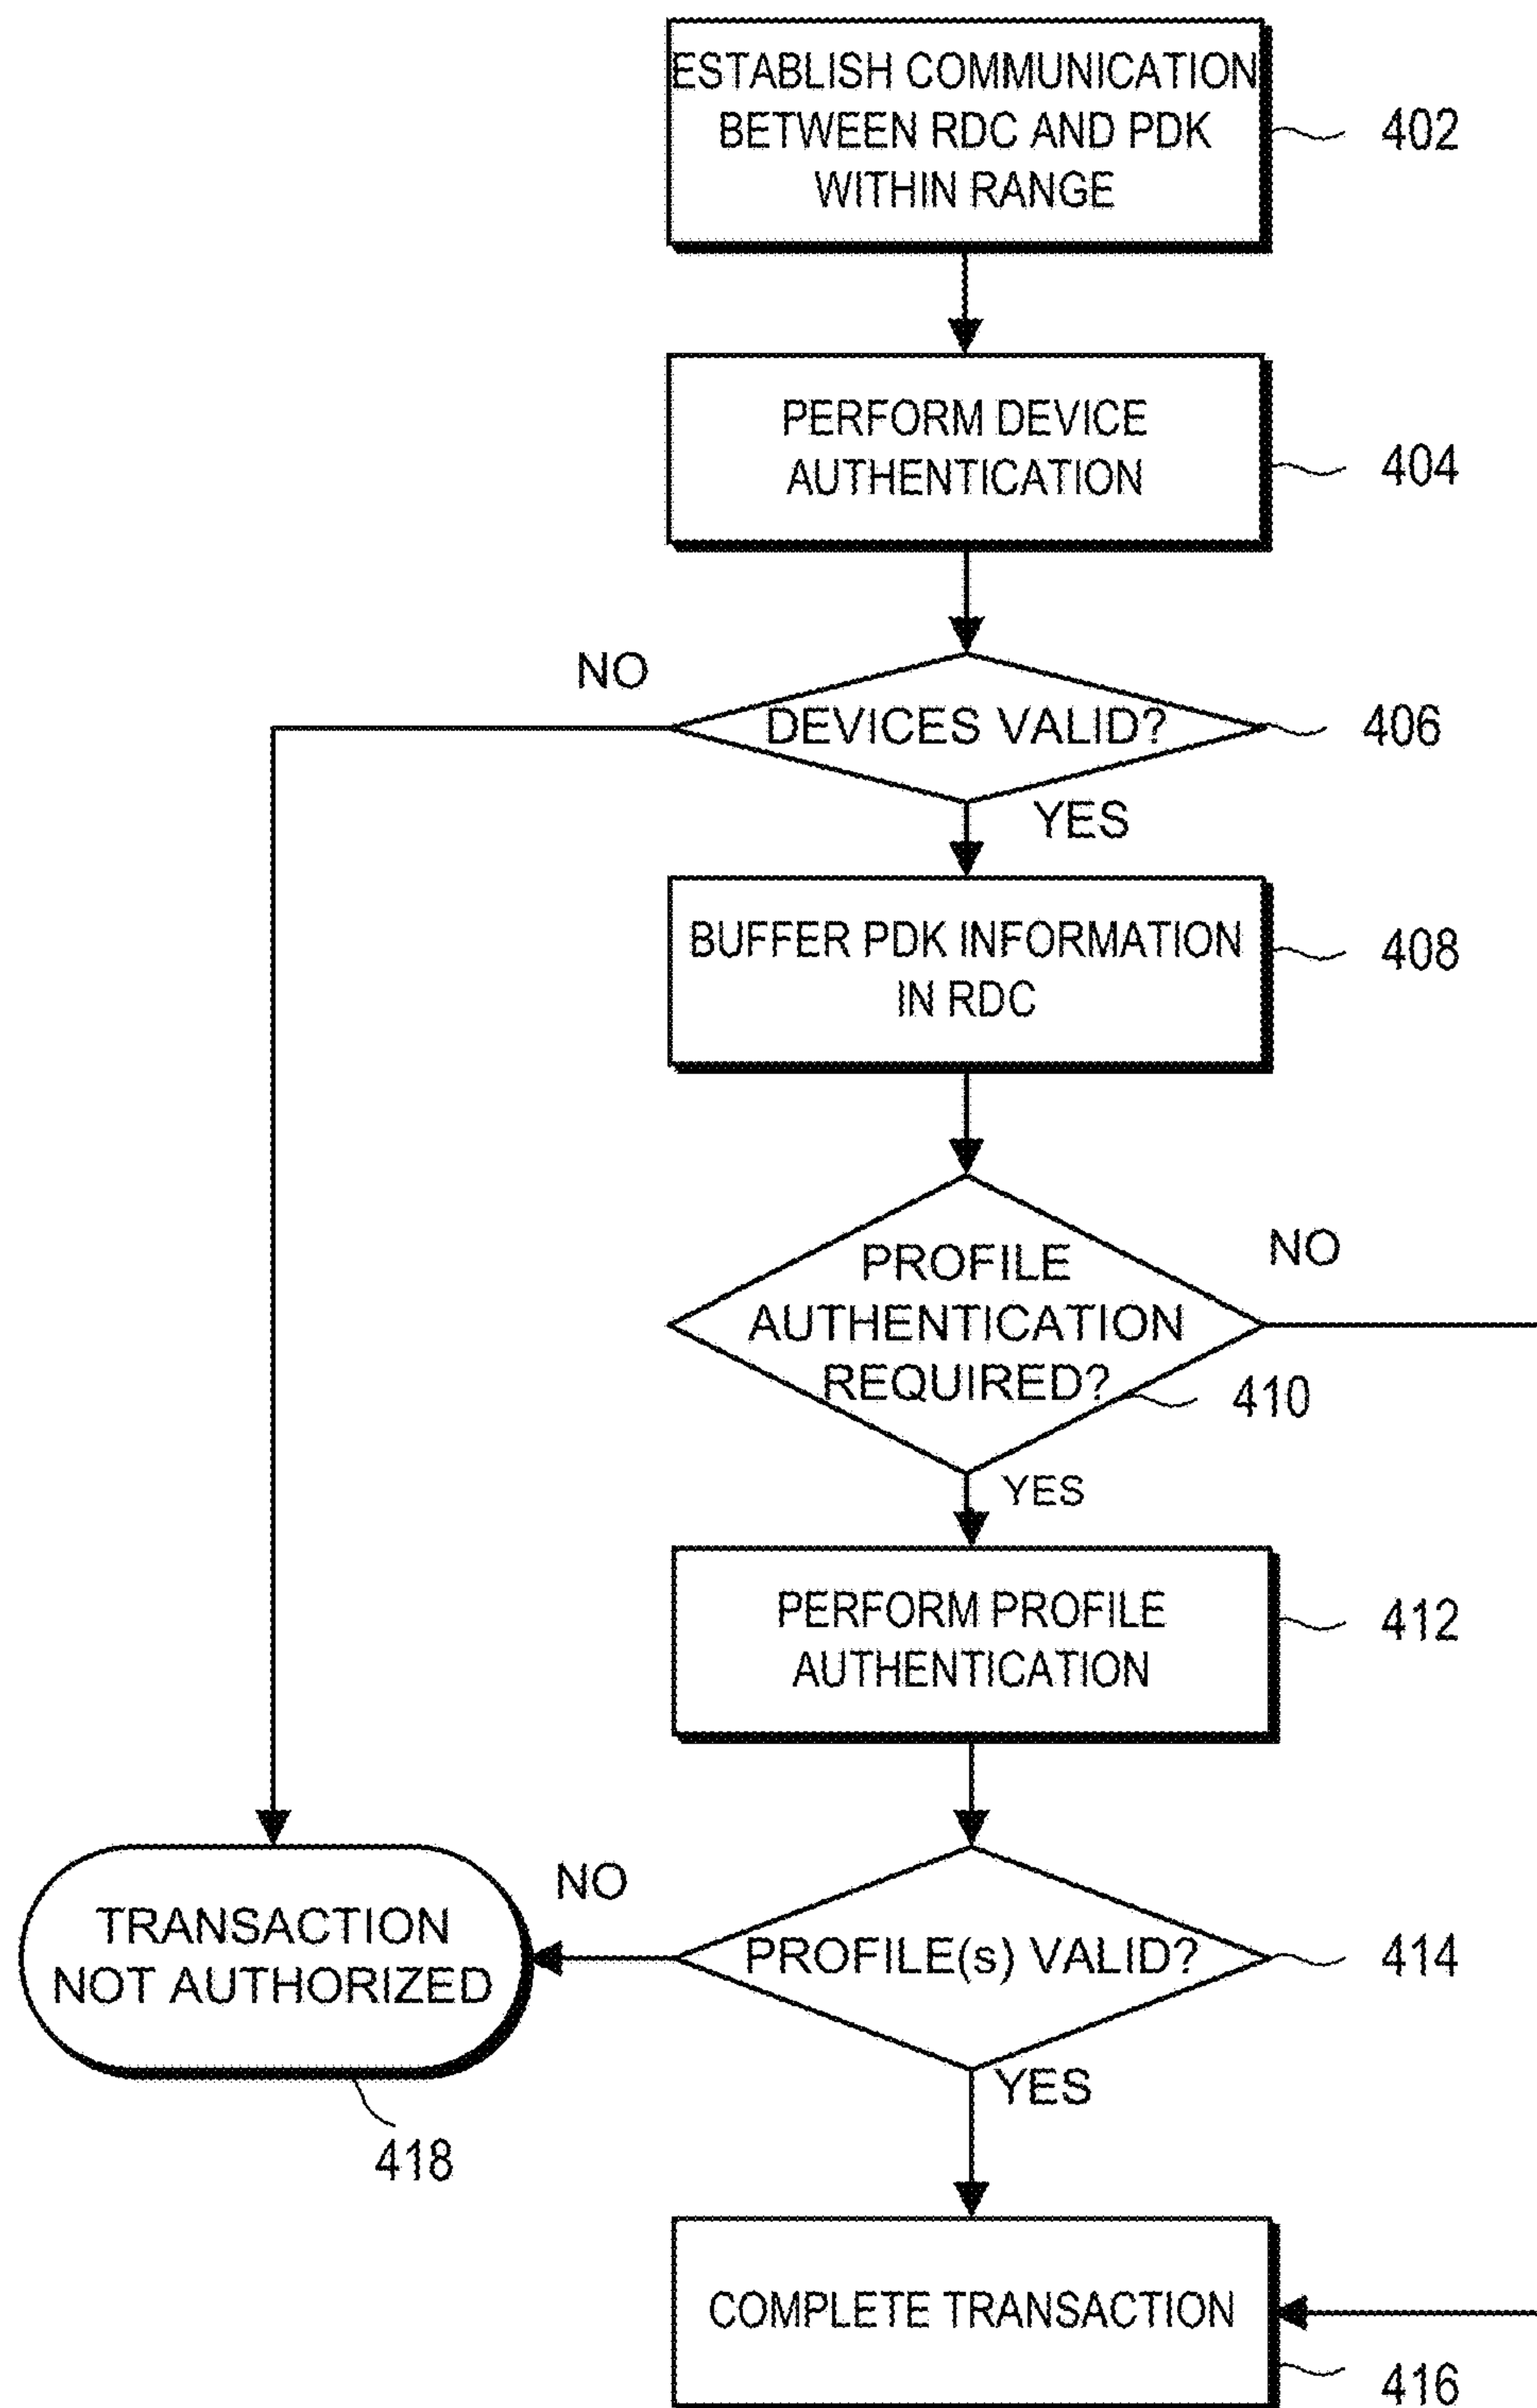 ESTABLISH COMMUNICATION
BETWEEN RDC AND PDK
WITHIN RANGE
402
PERFORM DEVICE
AUTHENTICATION
404
NO
DEVICES VALID?
406
YES
BUFFER PDK INFORMATION
IN RDC
408
PROFILE
AUTHENTICATION
REQUIRED?
NO
410
YES
PERFORM PROFILE
AUTHENTICATION
412
TRANSACTION
NOT AUTHORIZED
418
NO
PROFILE(s) VALID?
414
YES
COMPLETE TRANSACTION
416